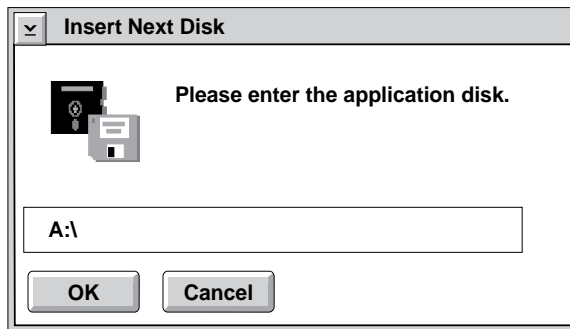 Insert Next Disk
Please enter the application disk.
A:\
OK
Cancel